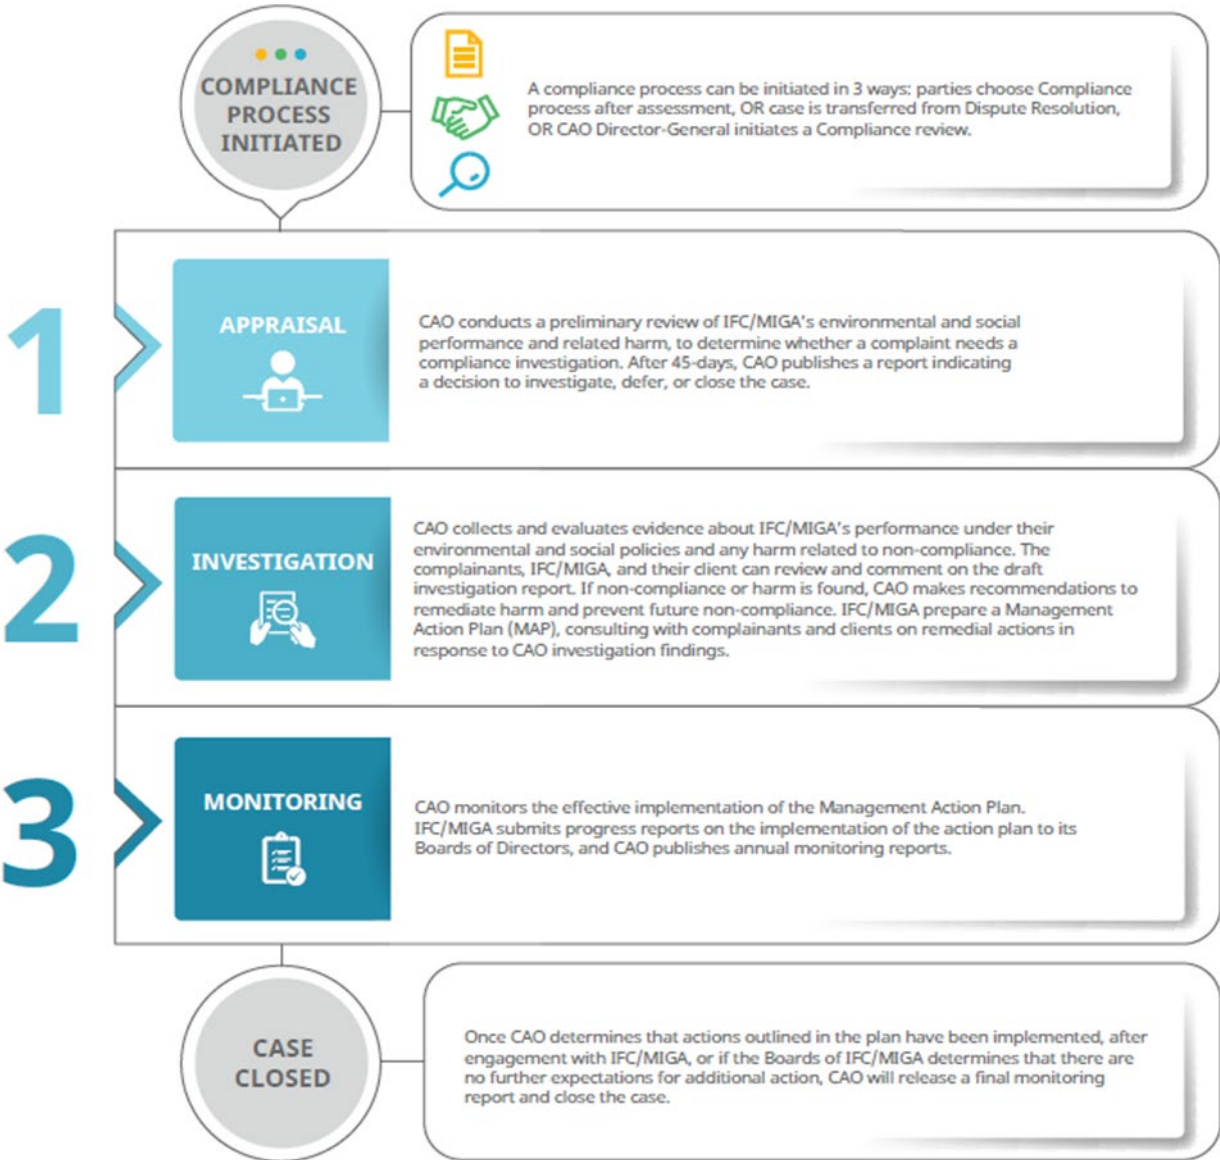 COMPLIANCE
PROCESS
INITIATED
A compliance process can be initiated in 3 ways: parties choose Compliance
process after assessment, OR case is transferred from Dispute Resolution,
OR CAO Director-General initiates a Compliance review.
1
APPRAISAL
CAO conducts a preliminary review of IFC/MIGA's environmental and social
performance and related harm, to determine whether a complaint needs a
compliance investigation. After 45-days, CAO publishes a report indicating
a decision to investigate, defer, or close the case.
2
INVESTIGATION
CAO collects and evaluates evidence about IFC/MIGA's performance under their
environmental and social policies and any harm related to non-compliance. The
complainants, IFC/MIGA, and their client can review and comment on the draft
investigation report. If non-compliance or harm is found, CAO makes recommendations to
remediate harm and prevent future non-compliance. IFC/MIGA prepare a Management
Action Plan (MAP), consulting with complainants and clients on remedial actions in
response to CAO investigation findings.
3
MONITORING
CAO monitors the effective implementation of the Management Action Plan.
IFC/MIGA submits progress reports on the implementation of the action plan to its
Boards of Directors, and CAO publishes annual monitoring reports.
CASE
CLOSED
Once CAO determines that actions outlined in the plan have been implemented, after
engagement with IFC/MIGA, or if the Boards of IFC/MIGA determines that there are
no further expectations for additional action, CAO will release a final monitoring
report and close the case.